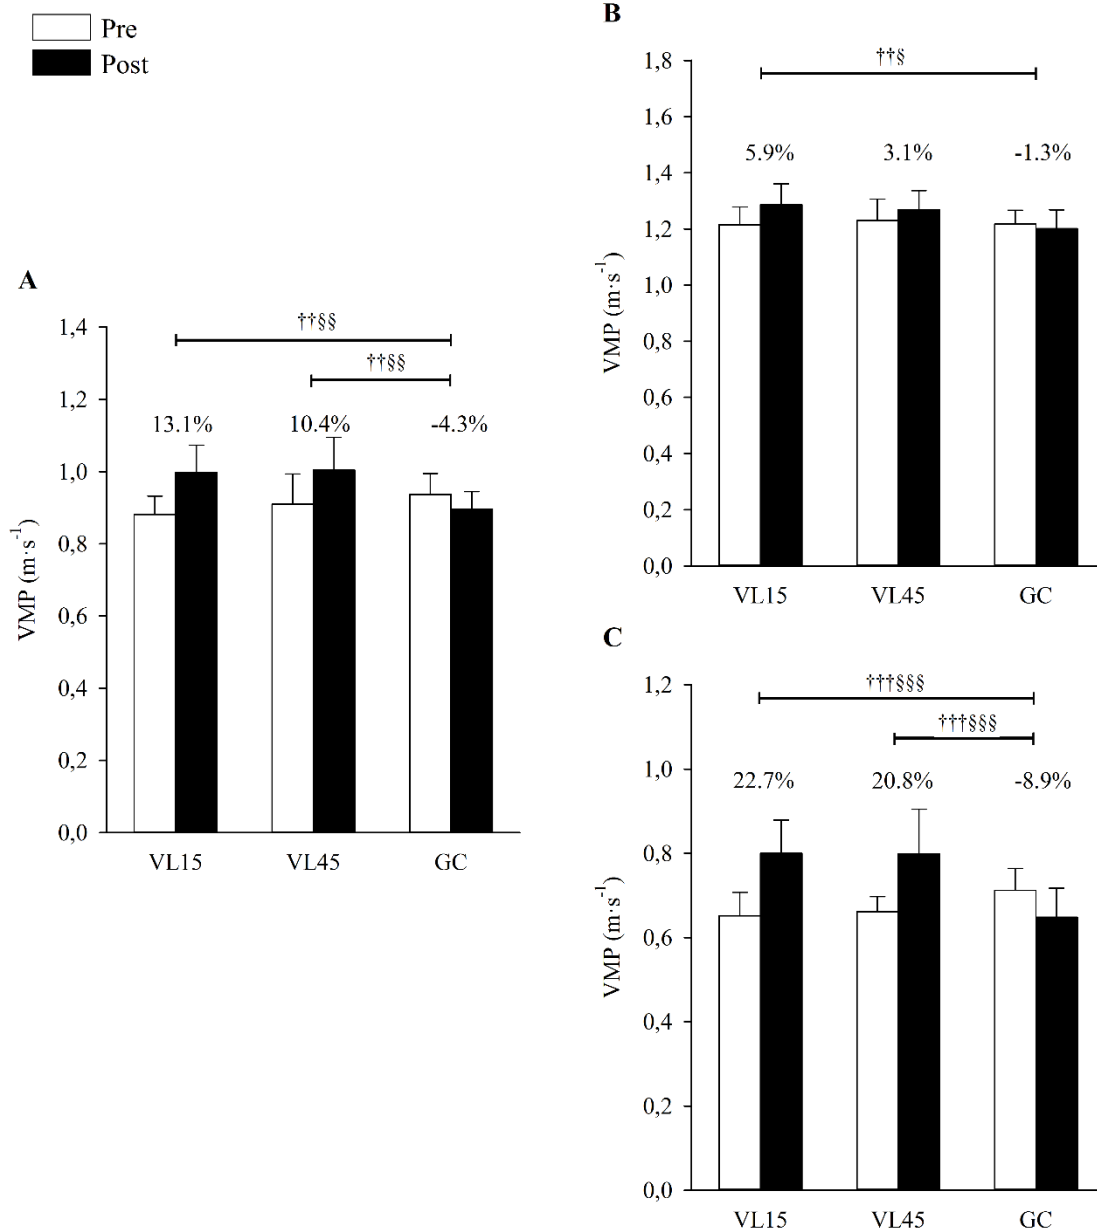 Pre
Post
A
VMP (m·s⁻¹)
1,4
1,2
1,0
0,8
0,6
0,4
0,2
0,0
††§§
††§§
13.1% 10.4% -4.3%
VL15 VL45 GC
B
VMP (m·s⁻¹)
1,8
1,6
1,4
1,2
1,0
0,8
0,6
0,4
0,2
0,0
††§
5.9% 3.1% -1.3%
VL15 VL45 GC
C
VMP (m·s⁻¹)
1,2
1,0
0,8
0,6
0,4
0,2
0,0
†††§§§
†††§§§
22.7% 20.8% -8.9%
VL15 VL45 GC